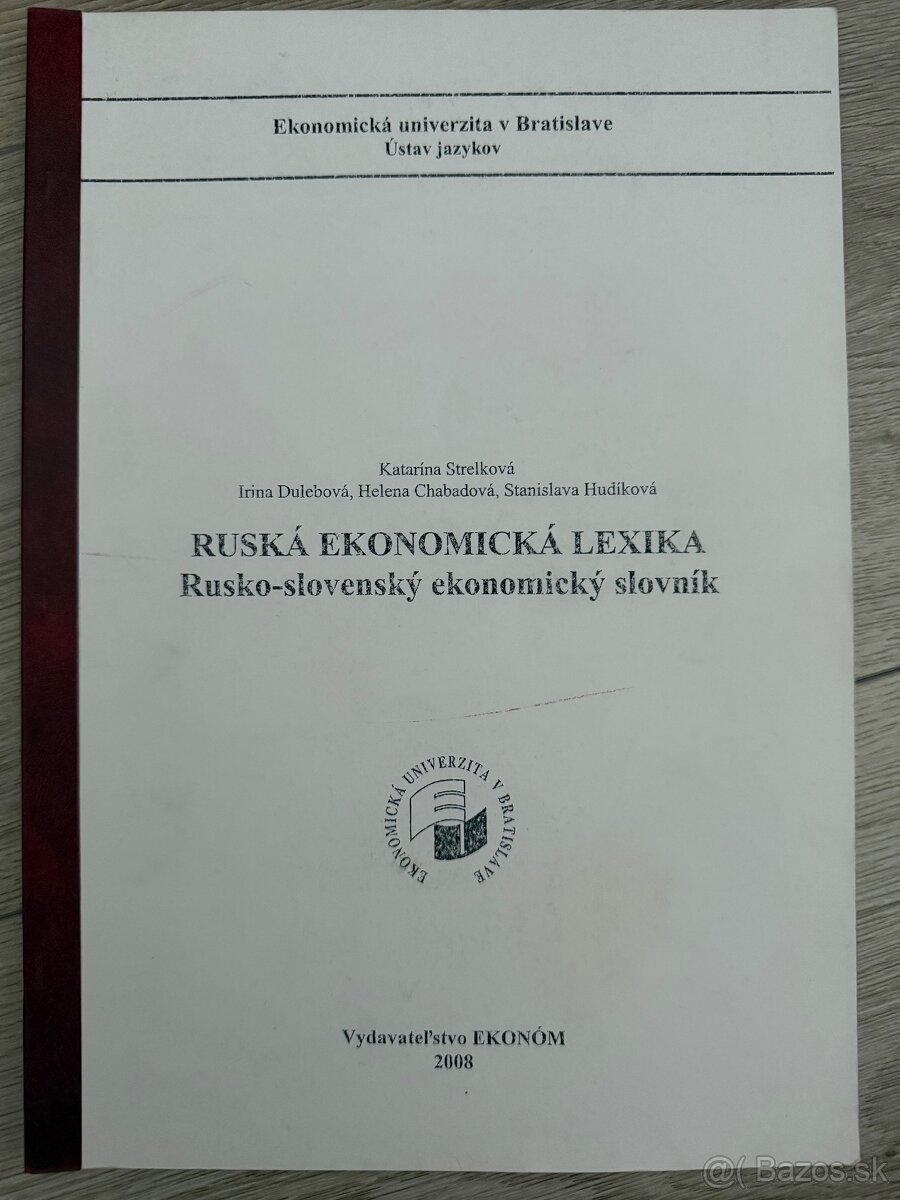 Ekonomická univerzita v Bratislave
Ústav jazykov
Katarína Strelková
Irina Dulebová, Helena Chabadová, Stanislava Hudíková
RUSKÁ EKONOMICKÁ LEXIKA
Rusko-slovenský ekonomický slovník
EKONOMICKÁ UNIVERZITA V BRATISLAVE
Vydavateľstvo EKONÓM
2008
@( Bazos.sk